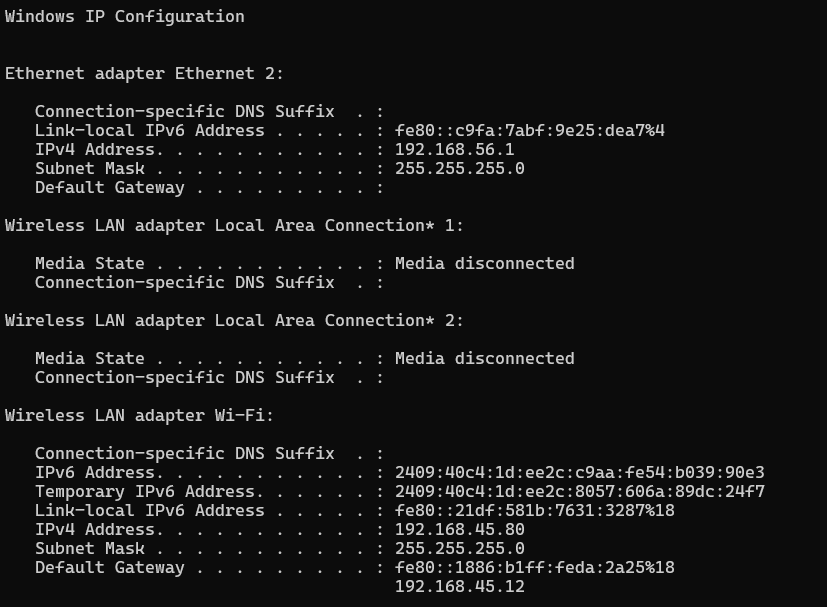 Windows IP Configuration
Ethernet adapter Ethernet 2:
Connection-specific DNS Suffix  . :
Link-local IPv6 Address . . . . . : fe80::c9fa:7abf:9e25:dea7%4
IPv4 Address. . . . . . . . . . . : 192.168.56.1
Subnet Mask . . . . . . . . . . . : 255.255.255.0
Default Gateway . . . . . . . . . :
Wireless LAN adapter Local Area Connection* 1:
Media State . . . . . . . . . . . : Media disconnected
Connection-specific DNS Suffix  . :
Wireless LAN adapter Local Area Connection* 2:
Media State . . . . . . . . . . . : Media disconnected
Connection-specific DNS Suffix  . :
Wireless LAN adapter Wi-Fi:
Connection-specific DNS Suffix  . :
IPv6 Address. . . . . . . . . . . : 2409:40c4:1d:ee2c:c9aa:fe54:b039:90e3
Temporary IPv6 Address. . . . . . : 2409:40c4:1d:ee2c:8057:606a:89dc:24f7
Link-local IPv6 Address . . . . . : fe80::21df:581b:7631:3287%18
IPv4 Address. . . . . . . . . . . : 192.168.45.80
Subnet Mask . . . . . . . . . . . : 255.255.255.0
Default Gateway . . . . . . . . . : fe80::1886:b1ff:feda:2a25%18
192.168.45.12